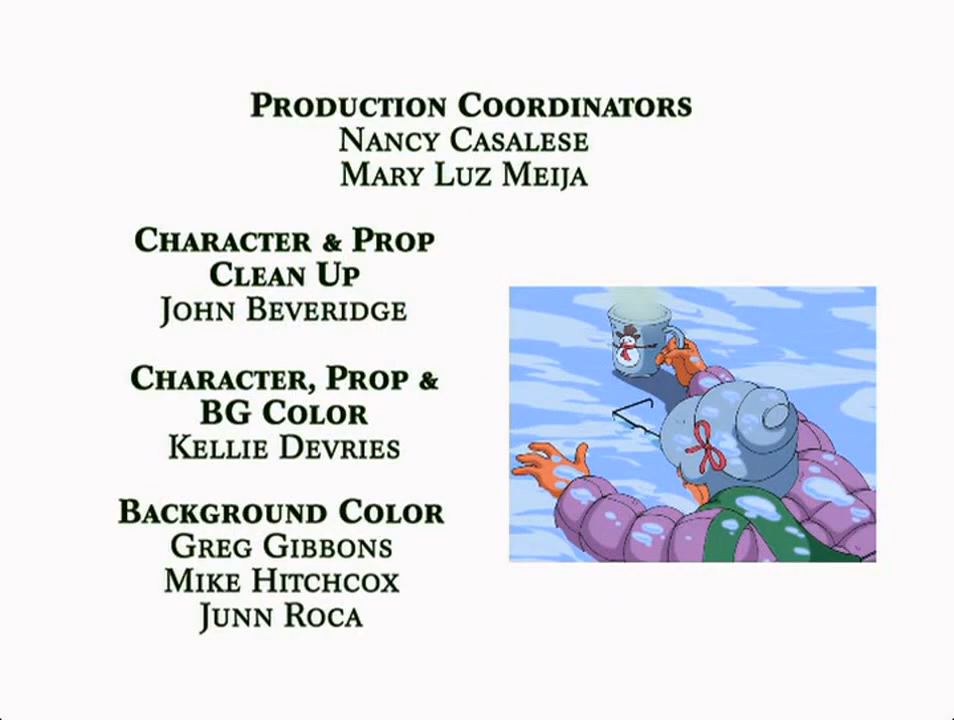 PRODUCTION COORDINATORS
NANCY CASALESE
MARY LUZ MEIJA
CHARACTER & PROP
CLEAN UP
JOHN BEVERIDGE
CHARACTER, PROP &
BG COLOR
KELLIE DEVRIES
BACKGROUND COLOR
GREG GIBBONS
MIKE HITCHCOX
JUNN ROCA